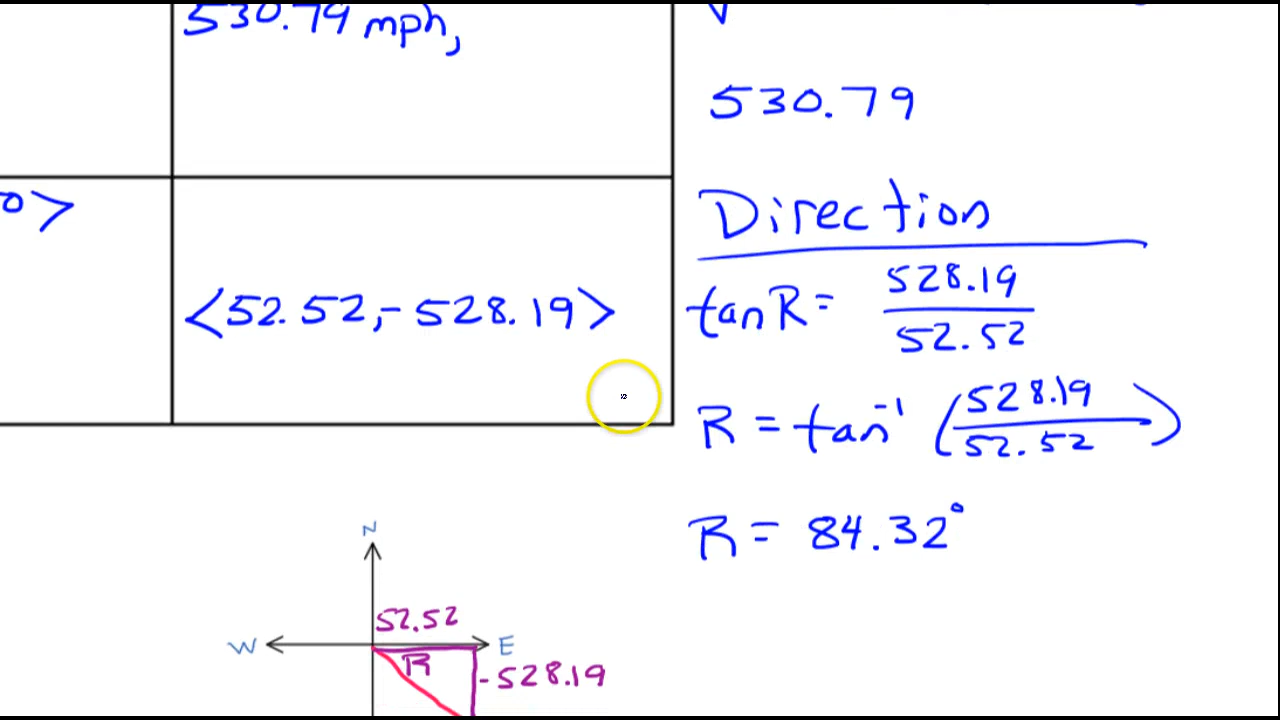 530.79 mph,
530.79
Direction
0>
<52.52,-528.19>
tan R = 528.19
52.52
R = tan⁻¹ (528.19
52.52)
R = 84.32°
N
52.52
W
E
R
-528.19